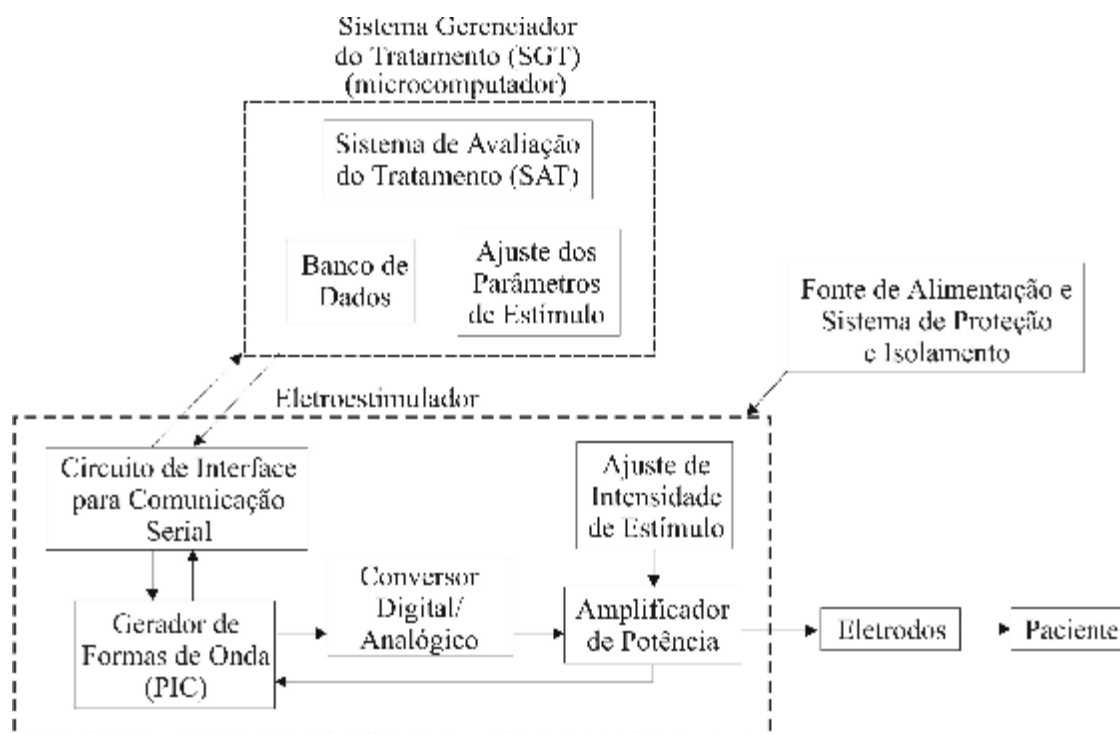 Sistema Gerenciador
do Tratamento (SGT)
(microcomputador)
Sistema de Avaliação
do Tratamento (SAT)
Banco de
Dados
Ajuste dos
Parâmetros
de Estímulo
Fonte de Alimentação e
Sistema de Proteção
e Isolamento
Eletroestimulador
Circuito de Interface
para Comunicação
Serial
Ajuste de
Intensidade
de Estímulo
Gerador de
Formas de Onda
(PIC)
Conversor
Digital/
Analógico
Amplificador
de Potência
Eletrodos
Paciente